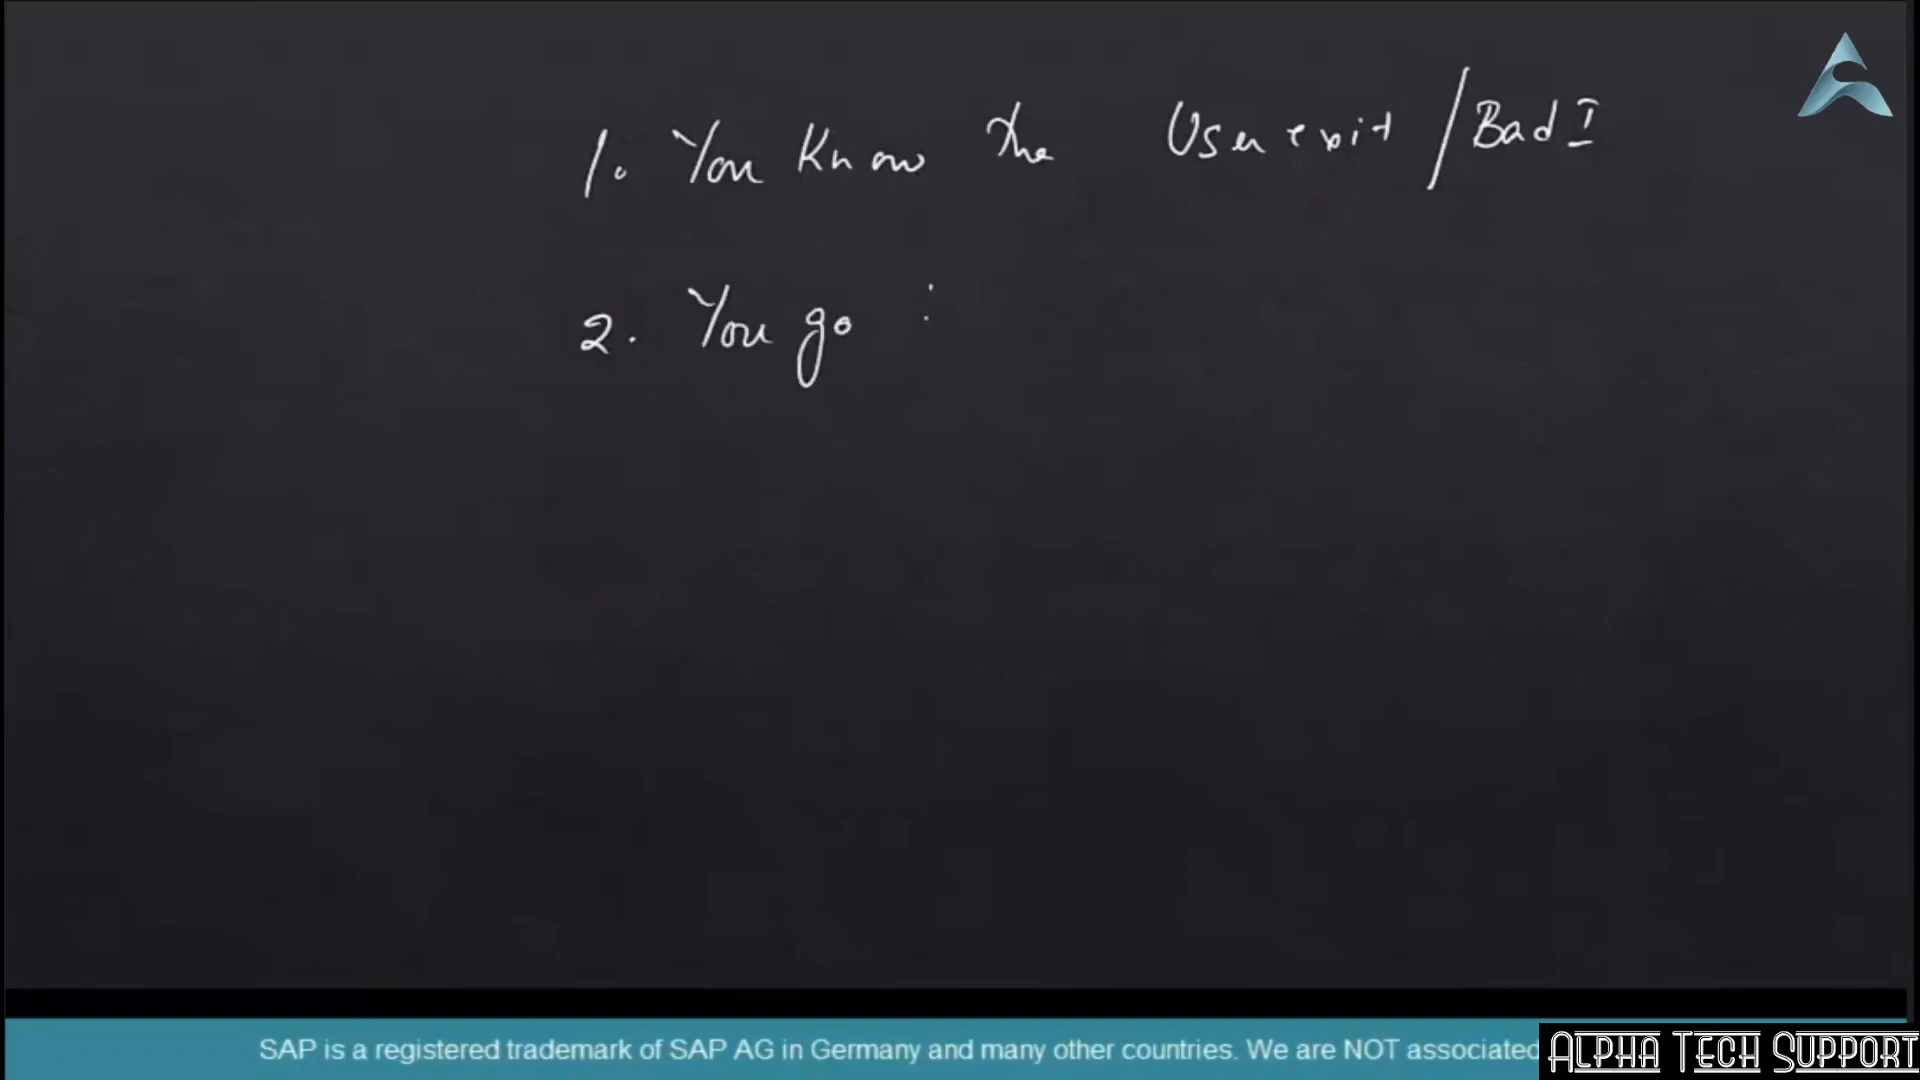 1. You Know the User exit / BadI
2. You go
SAP is a registered trademark of SAP AG in Germany and many other countries. We are NOT associated
ALPHA TECH SUPPORT